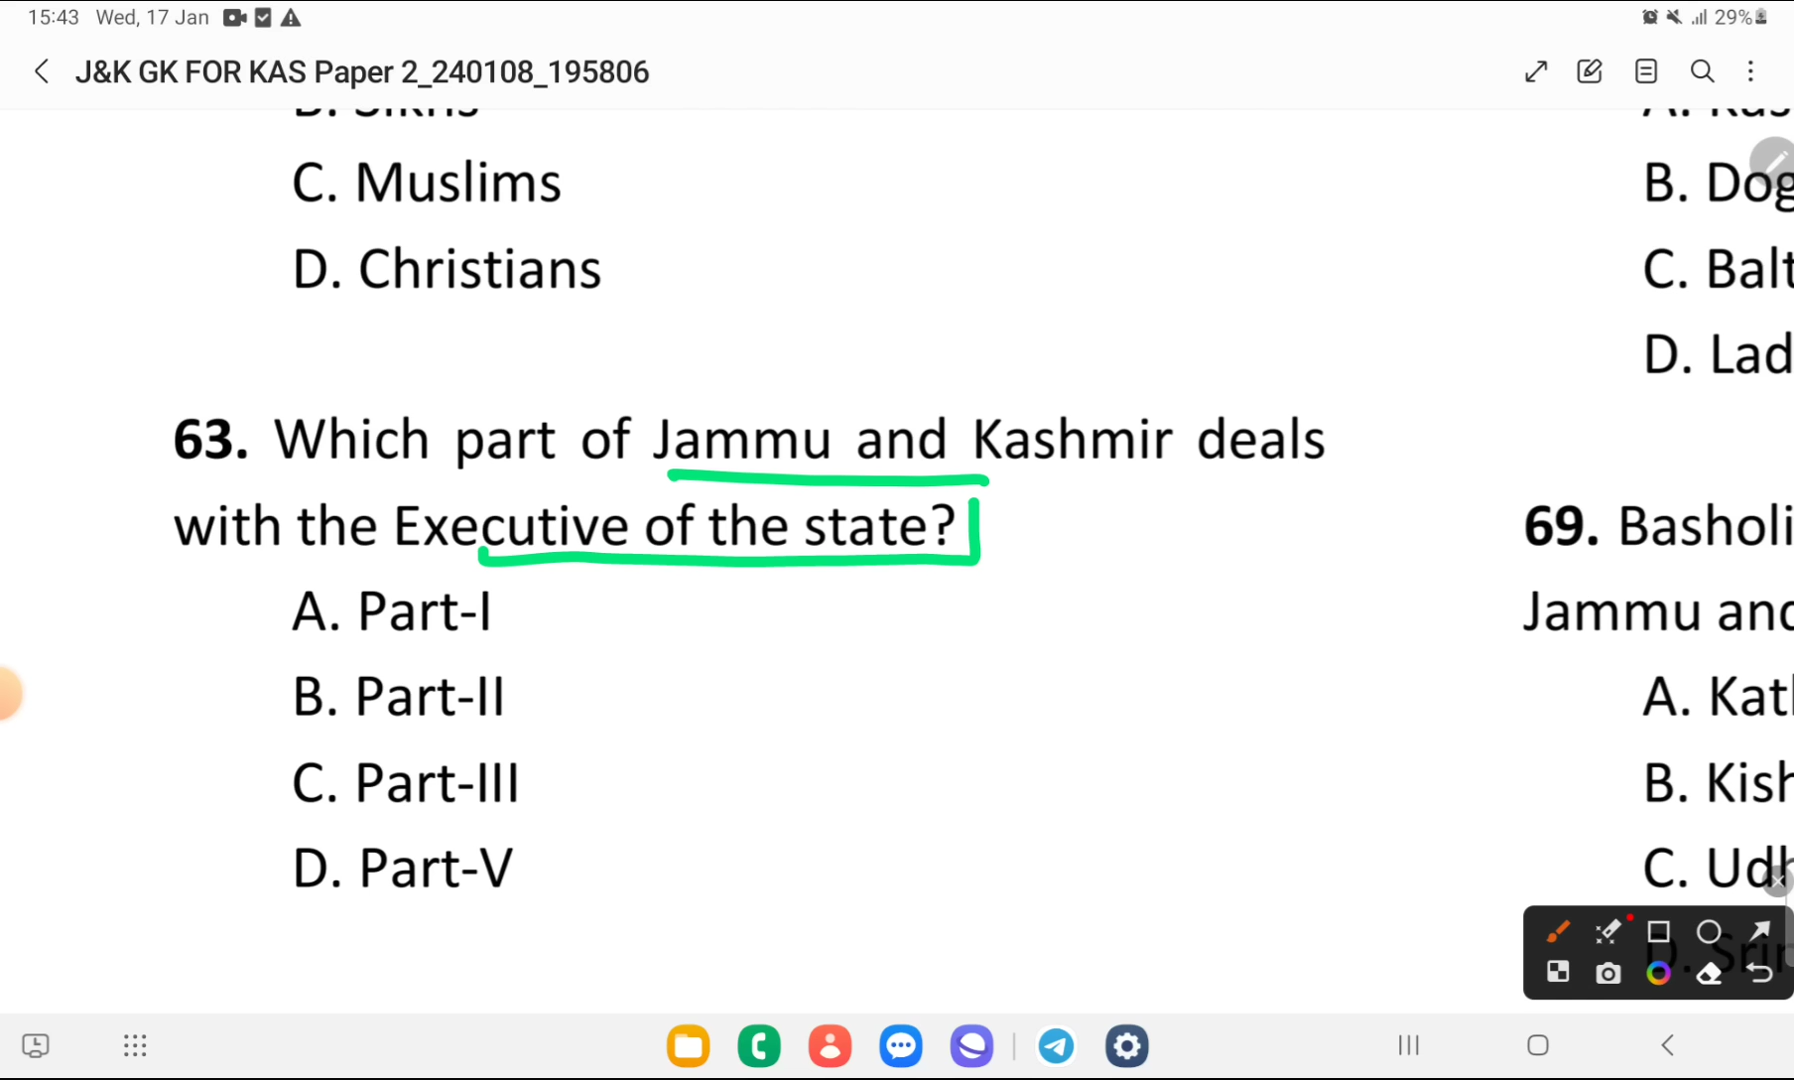 15:43 Wed, 17 Jan
29%
J&K GK FOR KAS Paper 2_240108_195806
C. Muslims
D. Christians
63. Which part of Jammu and Kashmir deals
with the Executive of the state?
A. Part-I
B. Part-II
C. Part-III
D. Part-V
B. Dog
C. Balt
D. Lad
69. Basholi
Jammu and
A. Kat
B. Kish
C. Udh
D. Srin